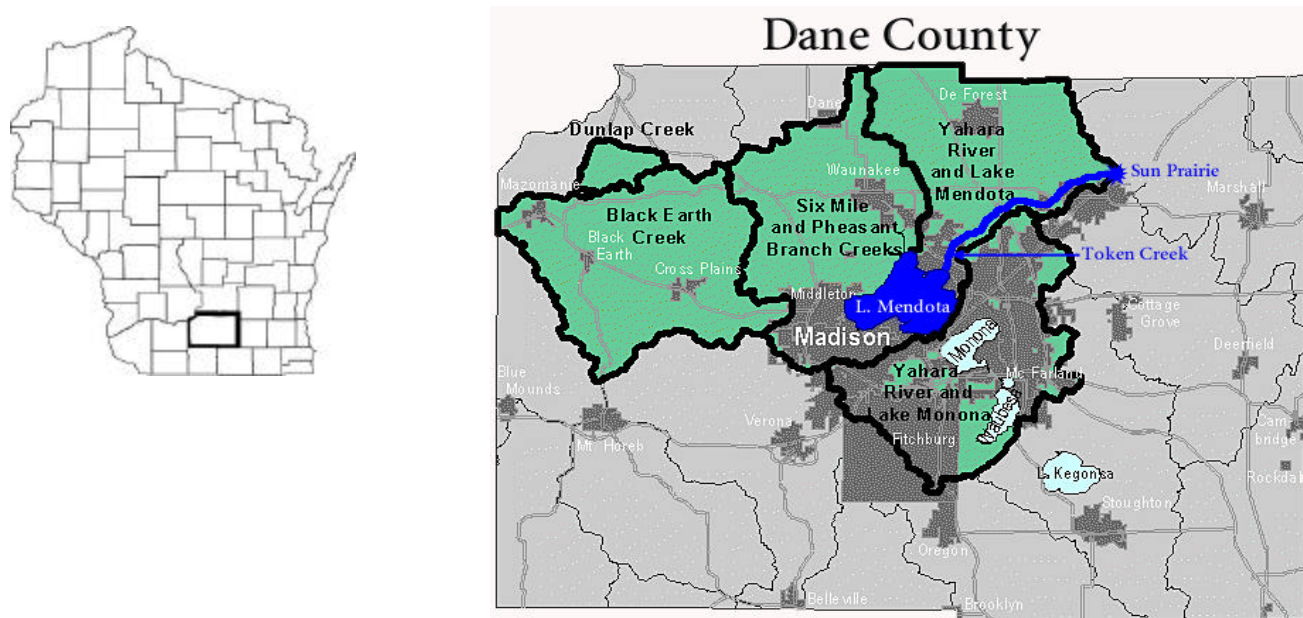 Dane County
Dane
De Forest
Dunlap Creek
Yahara
River
and Lake
Mendota
Waunakee
Sun Prairie
Mazomanie
Marshall
Black Earth
Creek
Six Mile
and Pheasant
Branch Creeks
Black
Earth
Cross Plains
Token Creek
Middleton
L. Mendota
Cottage
Grove
Madison
Monona
Deerfield
Blue
Mounds
Yahara
River and
Lake Monona
Mc Farland
Waubesa
Verona
Fitchburg
Cam
bridge
Mt Horeb
L. Kegonsa
Rockdal
Stoughton
Oregon
Belleville
Brooklyn